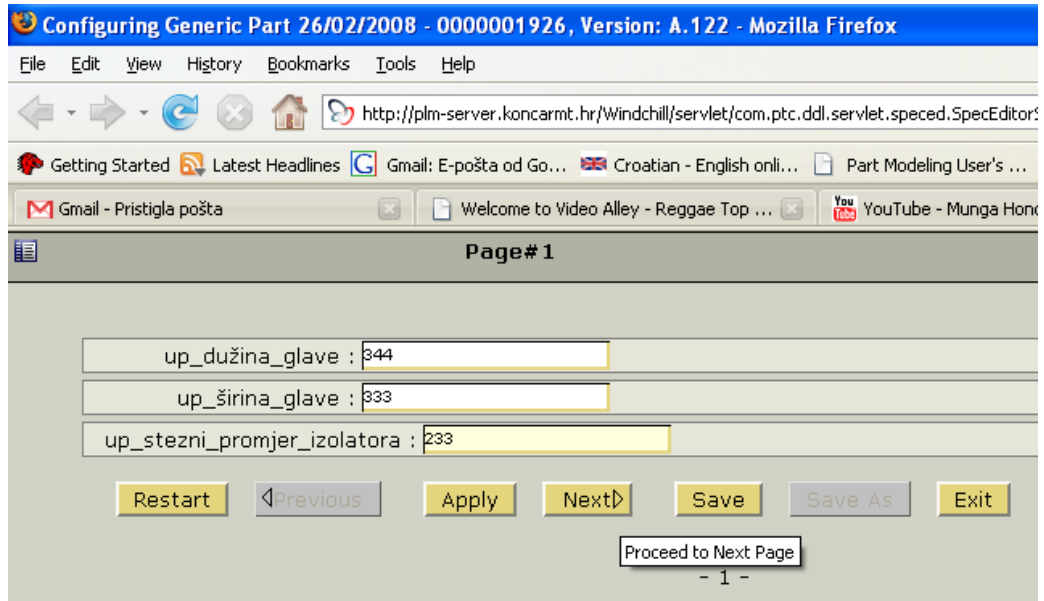 Configuring Generic Part 26/02/2008 - 0000001926, Version: A.122 - Mozilla Firefox
File Edit View History Bookmarks Tools Help
http://plm-server.koncarmt.hr/Windchill/servlet/com.ptc.ddl.servlet.speced.SpecEditorS
Getting Started Latest Headlines G Gmail: E-pošta od Go... Croatian - English onli... Part Modeling User's ...
Gmail - Pristigla pošta Welcome to Video Alley - Reggae Top ... You Tube YouTube - Munga Hono
Page#1
up_dužina_glave : 344
up_širina_glave : 333
up_stezni_promjer_izolatora : 233
Restart Previous Apply Next Save Save As Exit
Proceed to Next Page
- 1 -